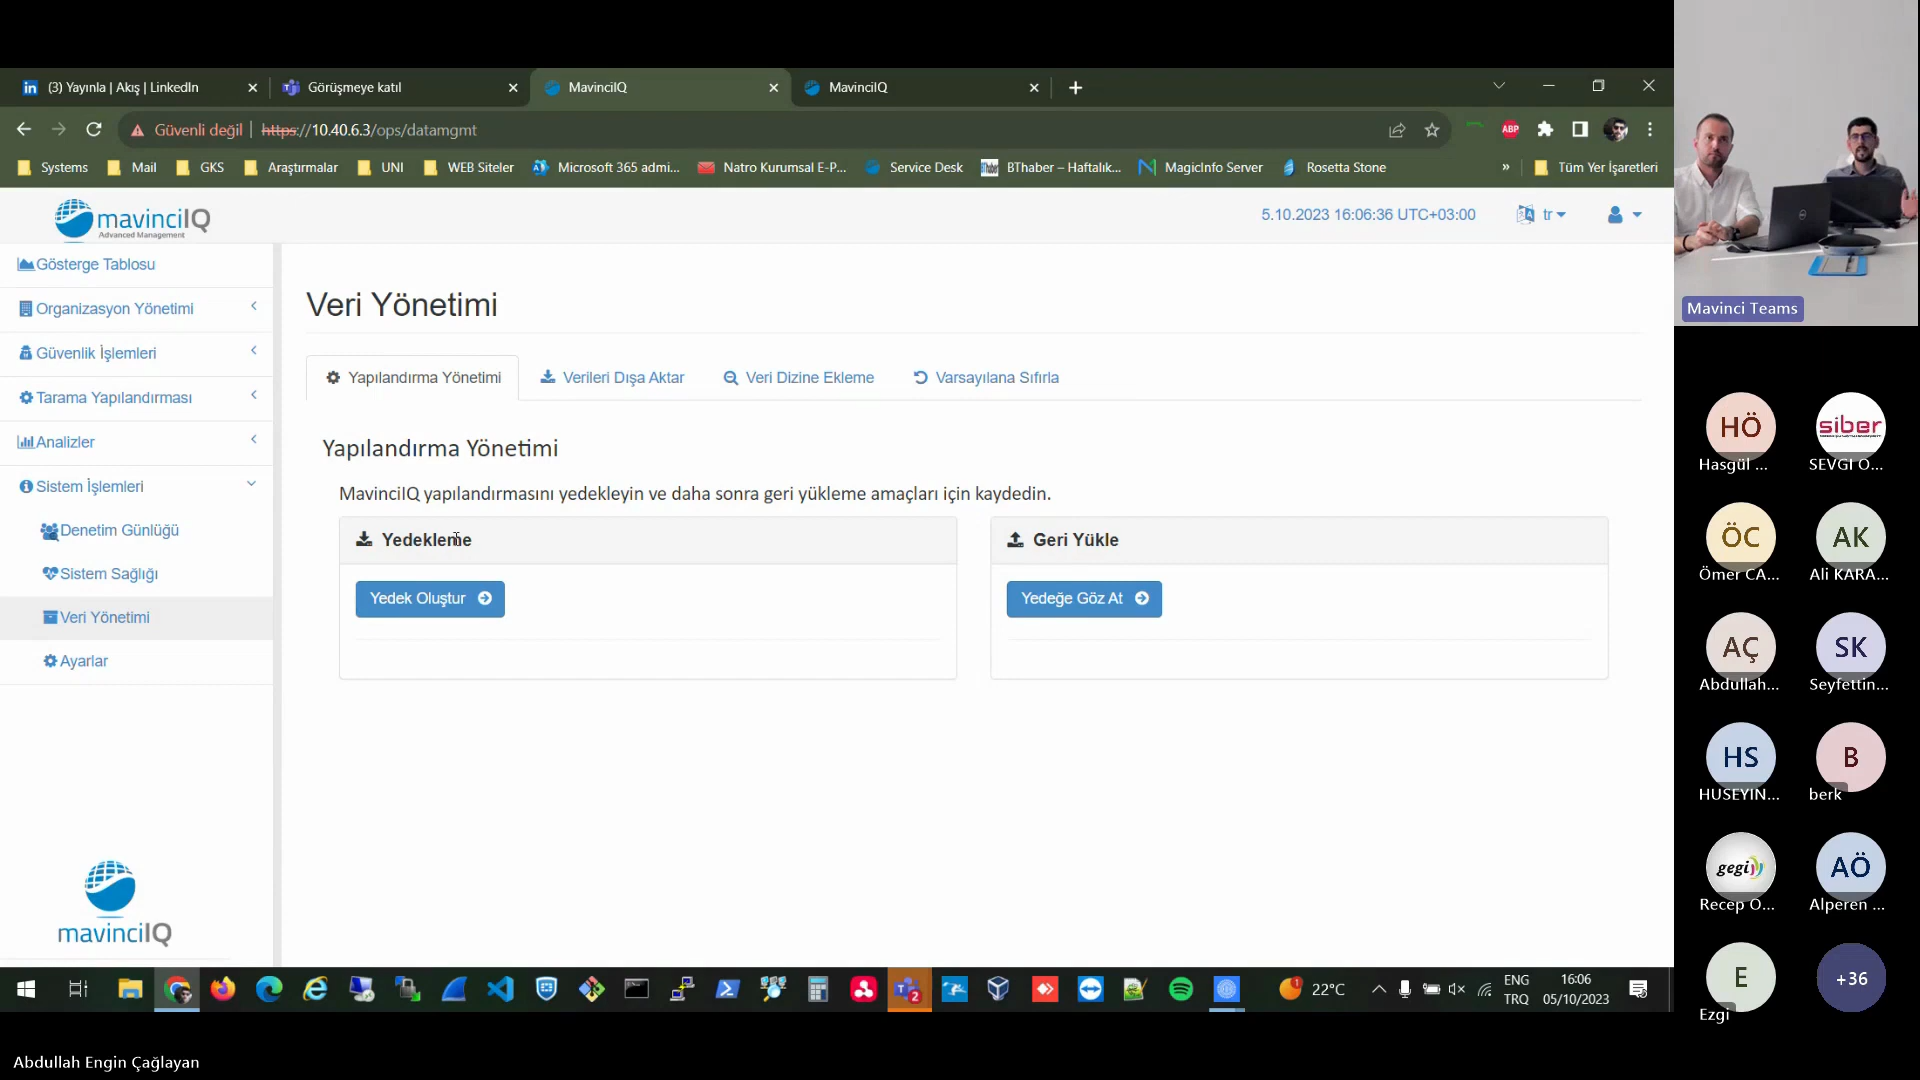 (3) Yayınla | Akış | LinkedIn
Görüşmeye katıl
MavinciIQ
MavinciIQ
Güvenli değil
https://10.40.6.3/ops/datamgmt
ABP
Systems
Mail
GKS
Araştırmalar
UNI
WEB Siteler
Microsoft 365 admi...
Natro Kurumsal E-P...
Service Desk
BThaber – Haftalık...
MagicInfo Server
Rosetta Stone
»
Tüm Yer İşaretleri
mavinciIQ
Advanced Management
5.10.2023 16:06:36 UTC+03:00
tr
Gösterge Tablosu
Organizasyon Yönetimi
Güvenlik İşlemleri
Tarama Yapılandırması
Analizler
Sistem İşlemleri
Denetim Günlüğü
Sistem Sağlığı
Veri Yönetimi
Ayarlar
mavinciIQ
Veri Yönetimi
Yapılandırma Yönetimi
Verileri Dışa Aktar
Veri Dizine Ekleme
Varsayılana Sıfırla
Yapılandırma Yönetimi
MavinciIQ yapılandırmasını yedekleyin ve daha sonra geri yükleme amaçları için kaydedin.
Yedekleme
Yedek Oluştur
Geri Yükle
Yedeğe Göz At
Mavinci Teams
HÖ
Hasgül ...
siber
SEVGI O...
ÖC
Ömer CA...
AK
Ali KARA...
AÇ
Abdullah...
SK
Seyfettin...
HS
HUSEYIN...
B
berk
gegi
Recep O...
AÖ
Alperen ...
E
Ezgi
+36
22°C
ENG
TRQ
16:06
05/10/2023
Abdullah Engin Çağlayan